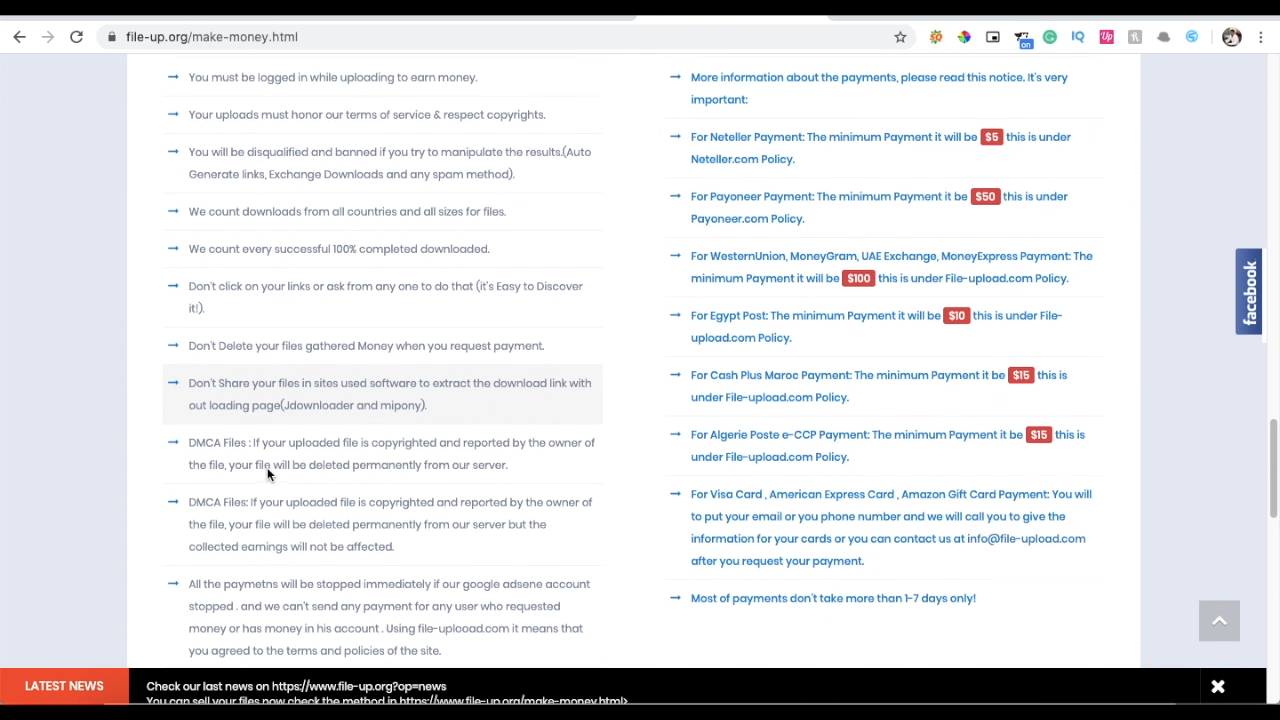 file-up.org/make-money.html
You must be logged in while uploading to earn money.
Your uploads must honor our terms of service & respect copyrights.
You will be disqualified and banned if you try to manipulate the results.(Auto
Generate links, Exchange Downloads and any spam method).
We count downloads from all countries and all sizes for files.
We count every successful 100% completed downloaded.
Don't click on your links or ask from any one to do that (it's Easy to Discover
it!).
Don't Delete your files gathered Money when you request payment.
Don't Share your files in sites used software to extract the download link with
out loading page(Jdownloader and mipony).
DMCA Files : If your uploaded file is copyrighted and reported by the owner of
the file, your file will be deleted permanently from our server.
DMCA Files: If your uploaded file is copyrighted and reported by the owner of
the file, your file will be deleted permanently from our server but the
collected earnings will not be affected.
All the paymetns will be stopped immediately if our google adsene account
stopped . and we can't send any payment for any user who requested
money or has money in his account . Using file-uplooad.com it means that
you agreed to the terms and policies of the site.
More information about the payments, please read this notice. It's very
important:
For Neteller Payment: The minimum Payment it will be $5 this is under
Neteller.com Policy.
For Payoneer Payment: The minimum Payment it be $50 this is under
Payoneer.com Policy.
For WesternUnion, MoneyGram, UAE Exchange, MoneyExpress Payment: The
minimum Payment it will be $100 this is under File-upload.com Policy.
For Egypt Post: The minimum Payment it will be $10 this is under File-
upload.com Policy.
For Cash Plus Maroc Payment: The minimum Payment it be $15 this is
under File-upload.com Policy.
For Algerie Poste e-CCP Payment: The minimum Payment it be $15 this is
under File-upload.com Policy.
For Visa Card , American Express Card , Amazon Gift Card Payment: You will
to put your email or you phone number and we will call you to give the
information for your cards or you can contact us at info@file-upload.com
after you request your payment.
Most of payments don't take more than 1-7 days only!
facebook
on
IQ
Up
LATEST NEWS
Check our last news on https://www.file-up.org?op=news
You can sell your files now check the method in https://www.file-up.org/make-money.html>